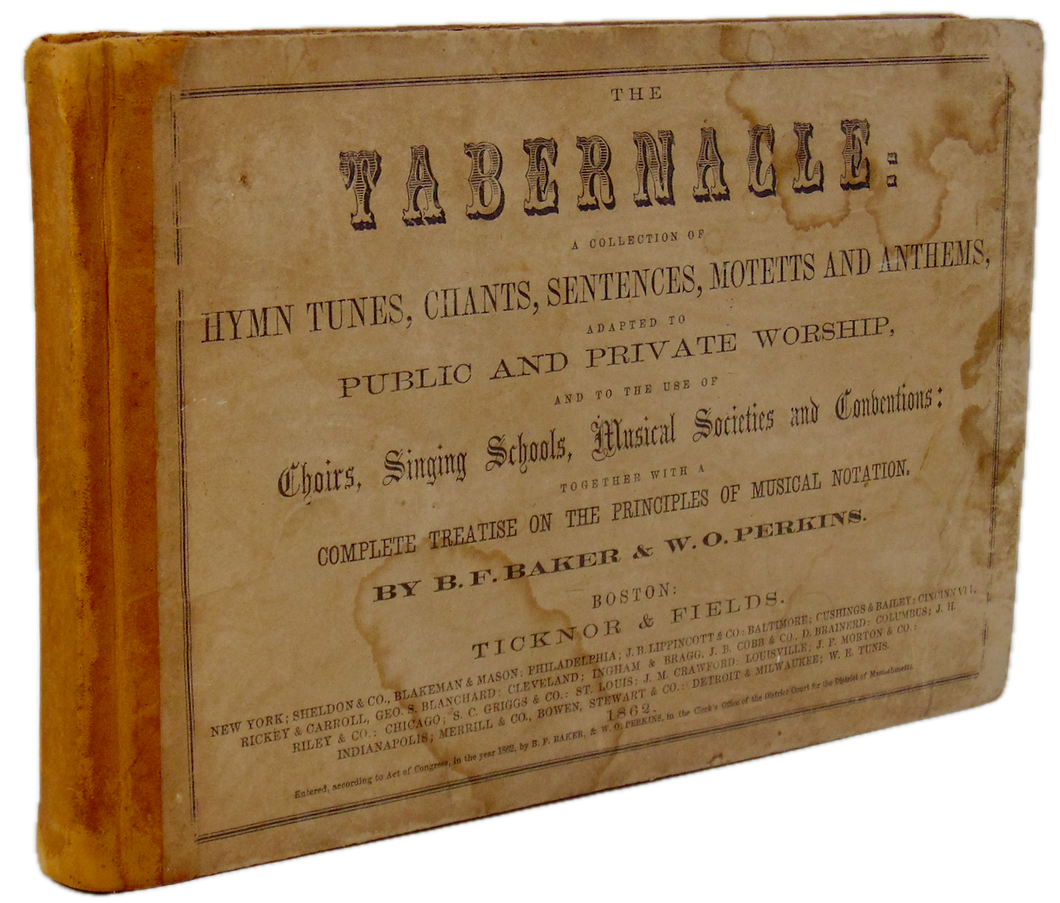 THE
TABERNACLE:
A COLLECTION OF
HYMN TUNES, CHANTS, SENTENCES, MOTETTS AND ANTHEMS,
ADAPTED TO
PUBLIC AND PRIVATE WORSHIP,
AND TO THE USE OF
Choirs, Singing Schools, Musical Societies and Conventions:
TOGETHER WITH A
COMPLETE TREATISE ON THE PRINCIPLES OF MUSICAL NOTATION,
BY B. F. BAKER & W. O. PERKINS.
BOSTON:
TICKNOR & FIELDS.
NEW YORK; SHELDON & CO., BLAKEMAN & MASON: PHILADELPHIA; J. B. LIPPINCOTT & CO: BALTIMORE; CUSHINGS & BAILEY:
RICKEY & CARROLL, GEO. S. BLANCHARD: CLEVELAND; INGHAM & BRAGG, J. B. COBB & CO., D. BRAINERD: COLUMBUS; J. H.
RILEY & CO.: CHICAGO; S. C. GRIGGS & CO.: ST. LOUIS; J. M. CRAWFORD: LOUISVILLE; J. F. MORTON & CO.:
INDIANAPOLIS; MERRILL & CO., BOWEN, STEWART & CO.: DETROIT & MILWAUKEE; W. E. TUNIS.
1862.
Entered, according to Act of Congress, in the year 1862, by B. F. BAKER, & W. O. PERKINS, in the Clerk's Office of the District Court for the District of Massachusetts.